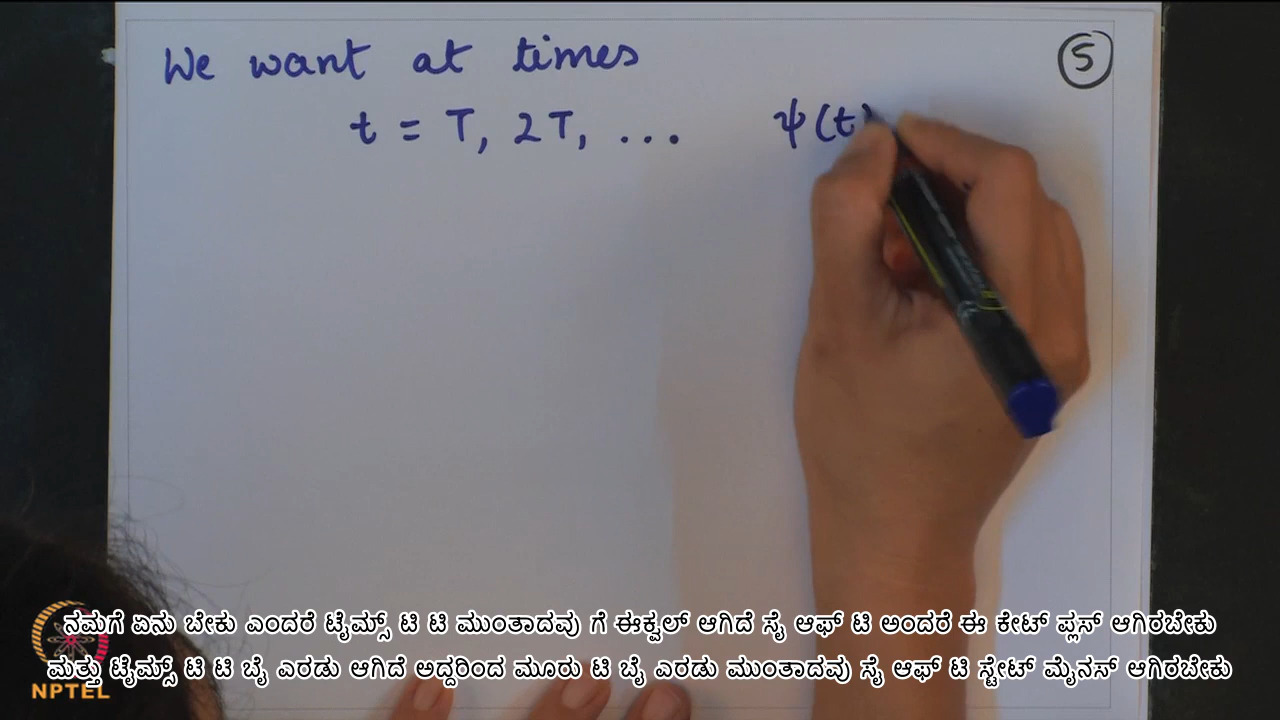 We want at times
5
t = T, 2T, ... ψ(t)
ನಮಗೆ ಏನು ಬೇಕು ಎಂದರೆ ಟೈಮ್ಸ್ ಟಿ ಟಿ ಮುಂತಾದವು ಗೆ ಈಕ್ವಲ್ ಆಗಿದೆ ಸೈ ಆಫ್ ಟಿ ಅಂದರೆ ಈ ಕೇಟ್ ಪ್ಲಸ್ ಆಗಿರಬೇಕು
ಮತ್ತು ಟೈಮ್ಸ್ ಟಿ ಟಿ ಬೈ ಎರಡು ಆಗಿದೆ ಅದ್ದರಿಂದ ಮೂರು ಟಿ ಬೈ ಎರಡು ಮುಂತಾದವು ಸೈ ಆಫ್ ಟಿ ಸ್ಟೇಟ್ ಮೈನಸ್ ಆಗಿರಬೇಕು
NPTEL